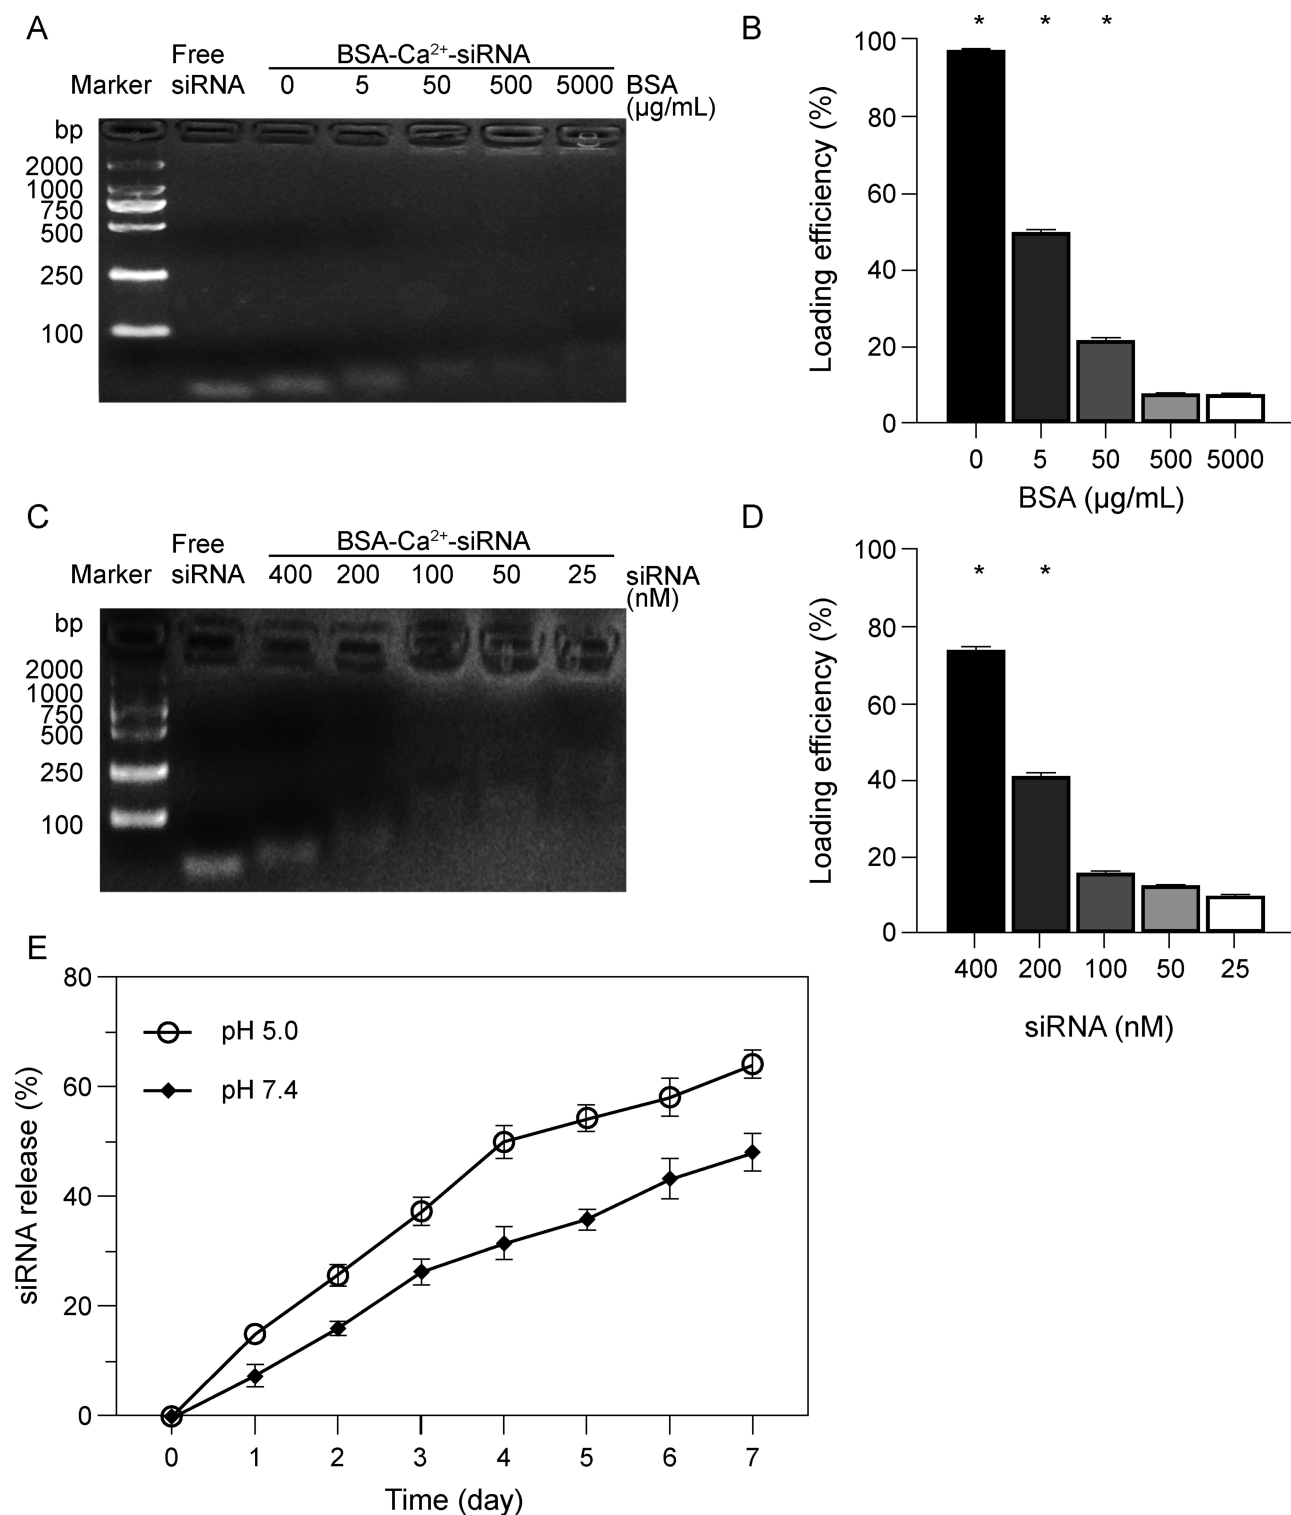 A
Free
BSA-Ca²⁺-siRNA
Marker siRNA 0 5 50 500 5000 BSA
(µg/mL)
bp
2000
1000
750
500
250
100
B
* * *
100
80
60
40
20
0
Loading efficiency (%)
0 5 50 500 5000
BSA (µg/mL)
C
Free
BSA-Ca²⁺-siRNA
Marker siRNA 400 200 100 50 25 siRNA
(nM)
bp
2000
1000
750
500
250
100
D
* *
100
80
60
40
20
0
Loading efficiency (%)
400 200 100 50 25
siRNA (nM)
E
80
60
40
20
0
siRNA release (%)
pH 5.0
pH 7.4
0 1 2 3 4 5 6 7
Time (day)